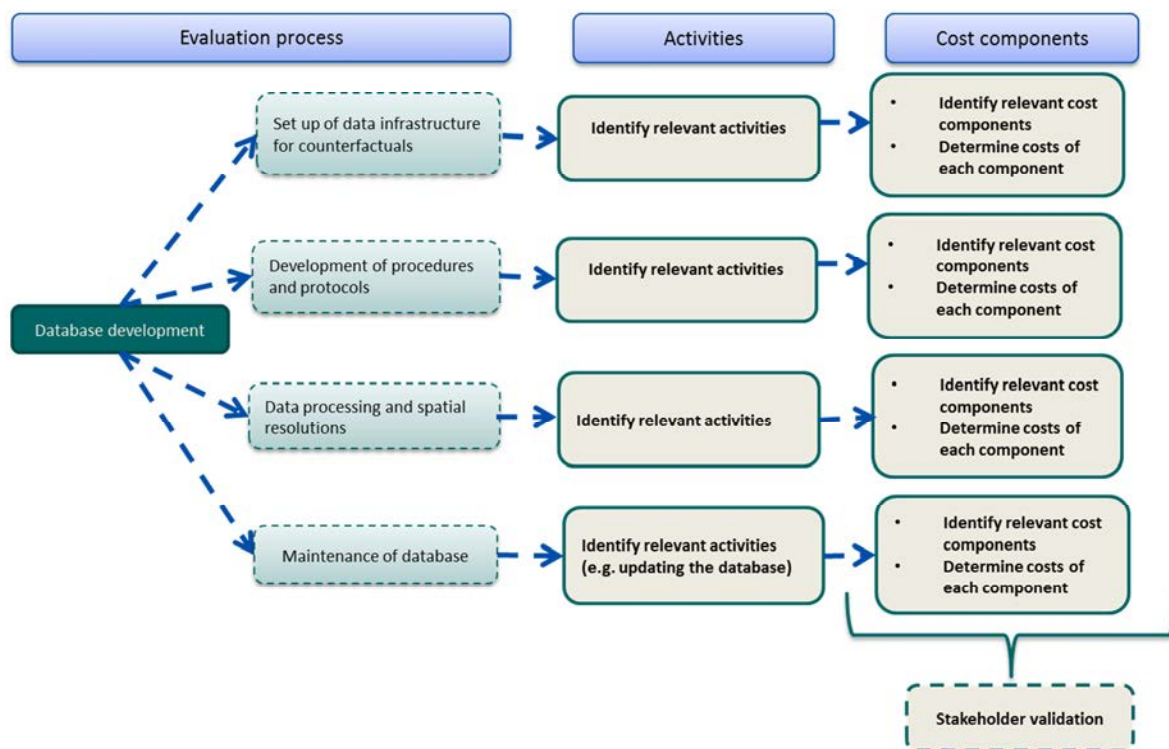 Evaluation process
Activities
Cost components
Set up of data infrastructure
for counterfactuals
Identify relevant activities
• Identify relevant cost
components
• Determine costs of
each component
Development of procedures
and protocols
Identify relevant activities
• Identify relevant cost
components
• Determine costs of
each component
Database development
Data processing and spatial
resolutions
Identify relevant activities
• Identify relevant cost
components
• Determine costs of
each component
Maintenance of database
Identify relevant activities
(e.g. updating the database)
• Identify relevant cost
components
• Determine costs of
each component
Stakeholder validation